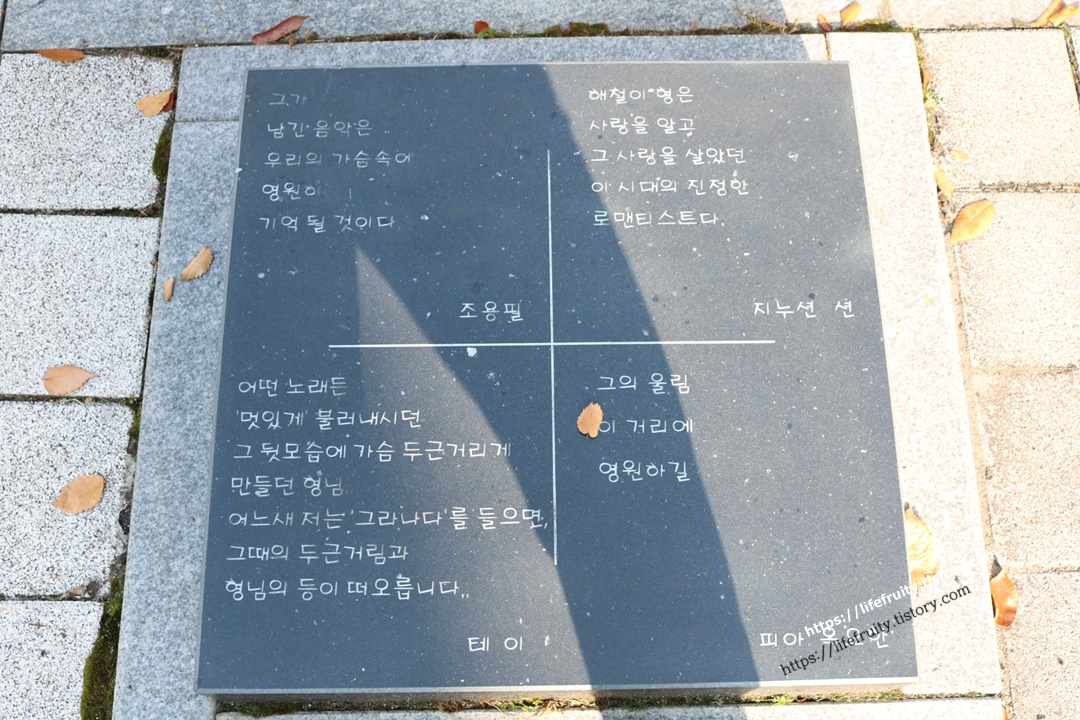 그가
남긴 음악은
우리의 가슴속에
영원히
기억 될 것이다
조용필
해철이 형은
사랑을 알고
그 사랑을 살았던
이 시대의 진정한
로맨티스트다.
지누션 션
어떤 노래든
'멋있게' 불러내시던
그 뒷모습에 가슴 두근거리게
만들던 형님
어느새 저는 '그라나다'를 들으면,
그때의 두근거림과
형님의 등이 떠오릅니다..
테이
그의 울림
이 거리에
영원하길
피아
https://lifefruity
https://lifefruity.tistory.com